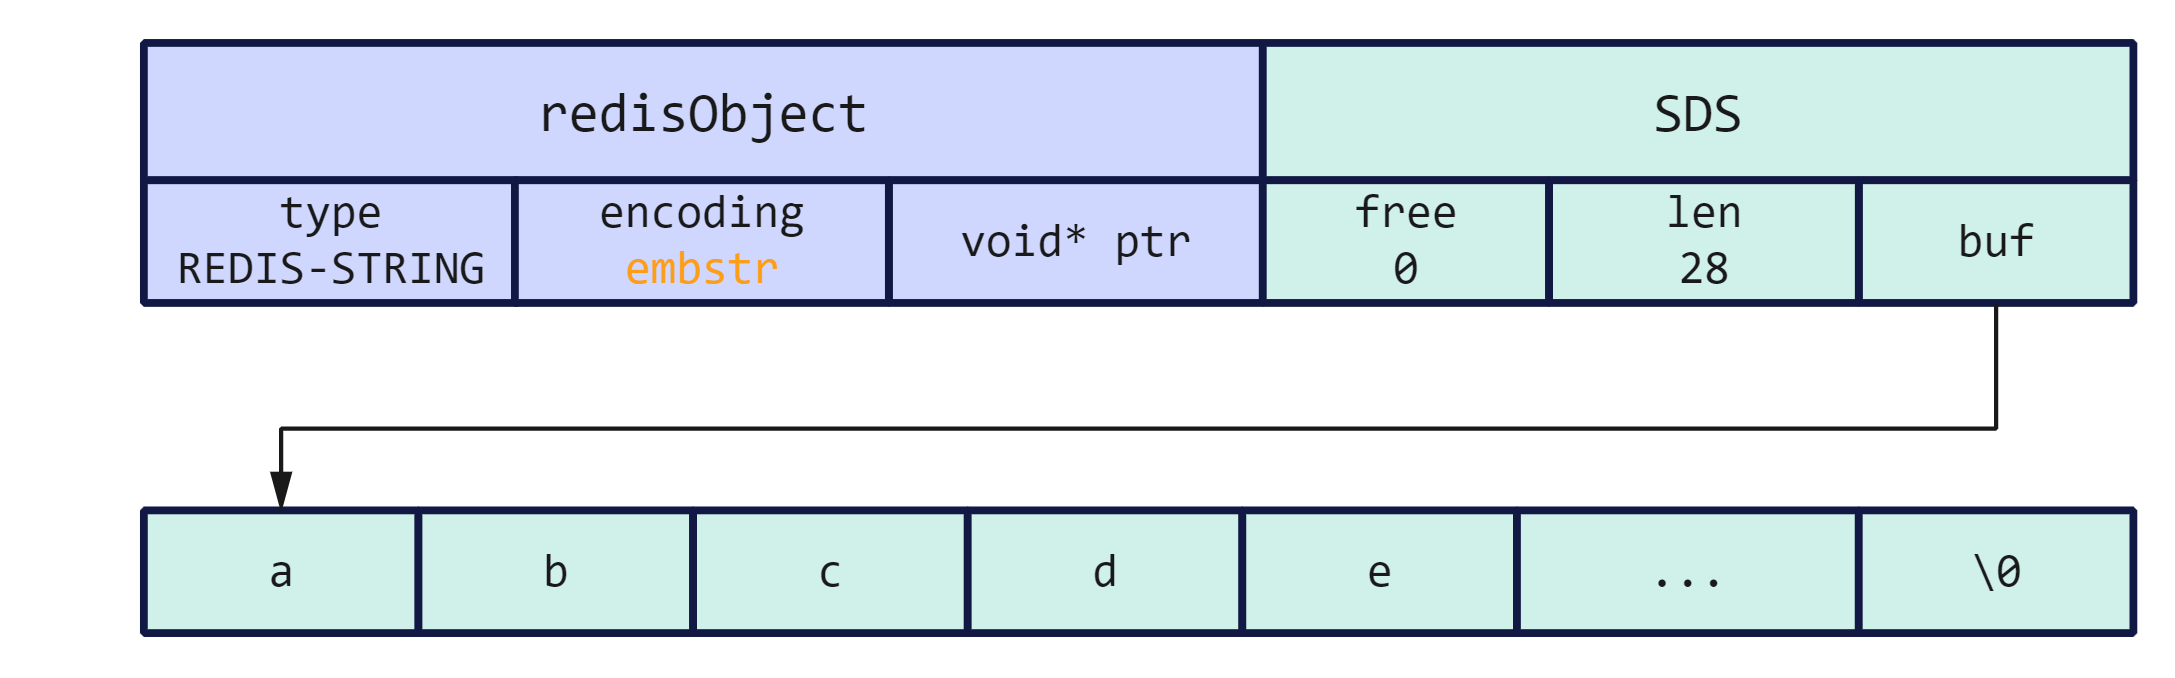 redisObject
SDS
type
REDIS-STRING
encoding
embstr
void* ptr
free
0
len
28
buf
a
b
c
d
e
...
\0